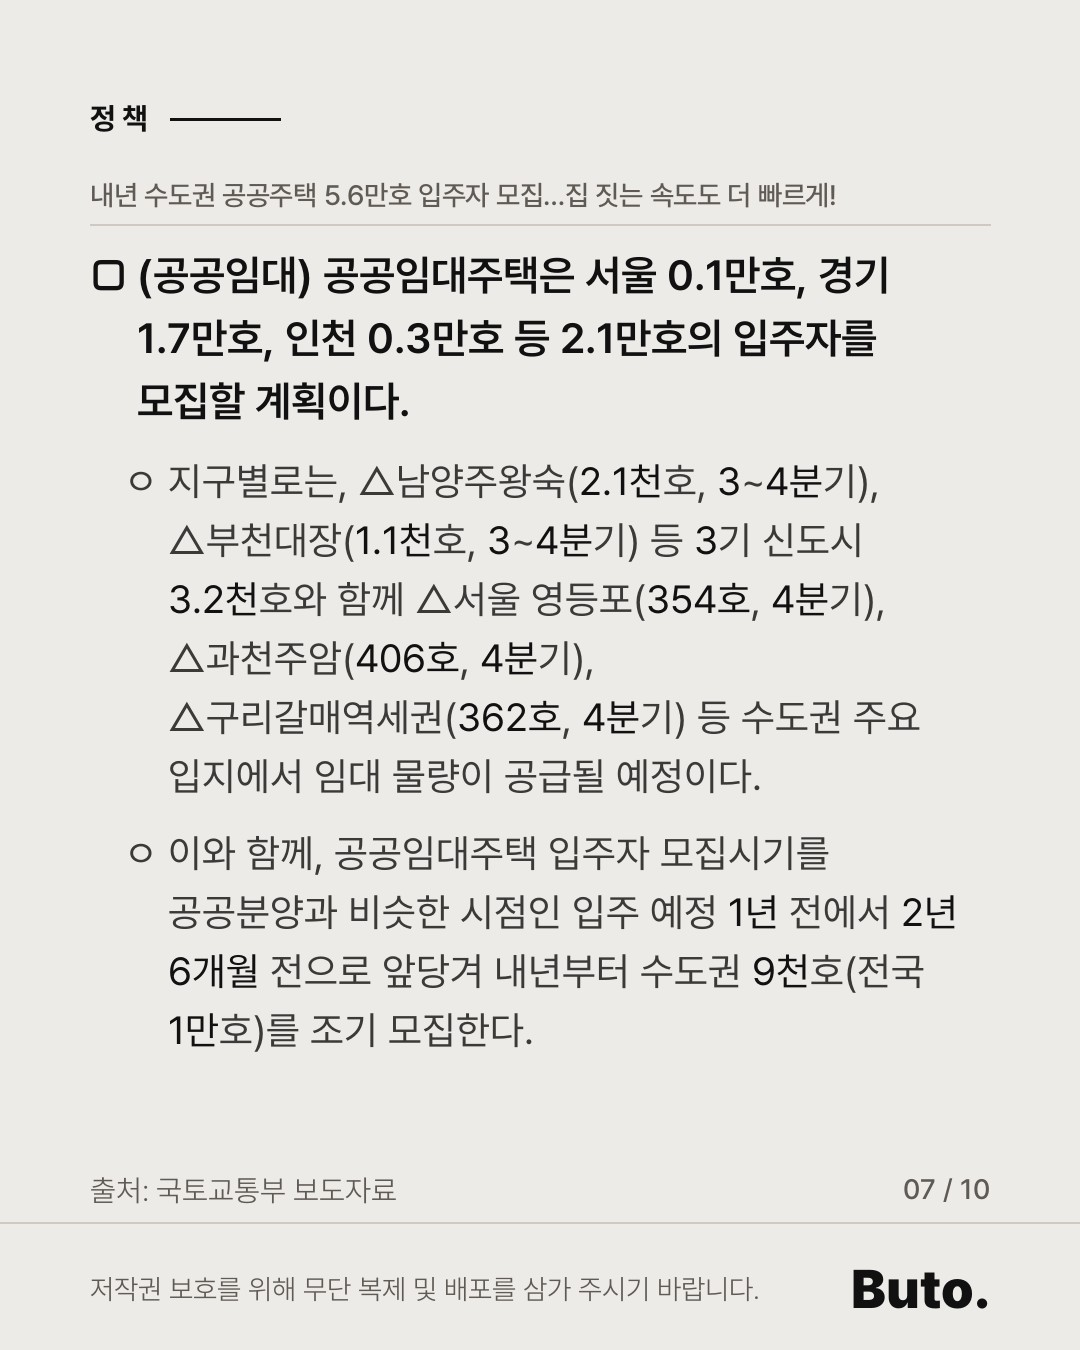 정책
내년 수도권 공공주택 5.6만호 입주자 모집...집 짓는 속도도 더 빠르게!
□ (공공임대) 공공임대주택은 서울 0.1만호, 경기
1.7만호, 인천 0.3만호 등 2.1만호의 입주자를
모집할 계획이다.
ㅇ 지구별로는, △남양주왕숙(2.1천호, 3~4분기),
△부천대장(1.1천호, 3~4분기) 등 3기 신도시
3.2천호와 함께 △서울 영등포(354호, 4분기),
△과천주암(406호, 4분기),
△구리갈매역세권(362호, 4분기) 등 수도권 주요
입지에서 임대 물량이 공급될 예정이다.
ㅇ 이와 함께, 공공임대주택 입주자 모집시기를
공공분양과 비슷한 시점인 입주 예정 1년 전에서 2년
6개월 전으로 앞당겨 내년부터 수도권 9천호(전국
1만호)를 조기 모집한다.
출처: 국토교통부 보도자료
07 / 10
저작권 보호를 위해 무단 복제 및 배포를 삼가 주시기 바랍니다.
Buto.